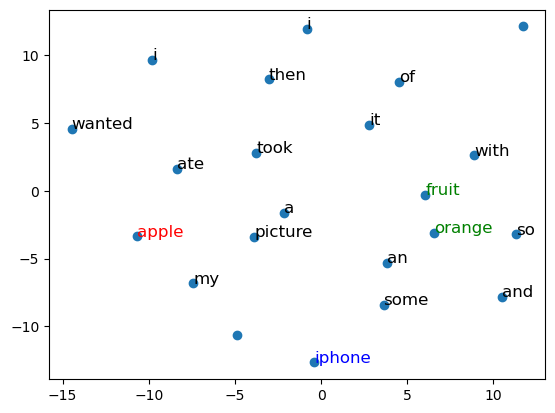 i
i
then
of
wanted
it
took
with
ate
fruit
a
apple
picture
orange
so
an
my
some
and
iphone
10
5
0
−5
−10
−15
−10
−5
0
5
10